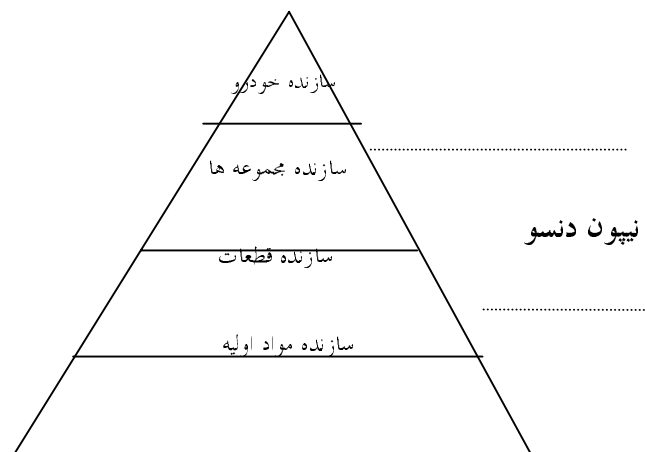 سازنده خودرو
سازنده مجموعه ها
نیپون دنسو
سازنده قطعات
سازنده مواد اولیه